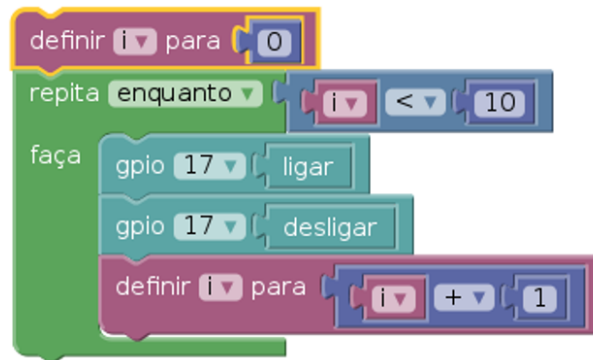 definir i para 0
repita enquanto i < 10
faça gpio 17 ligar
gpio 17 desligar
definir i para i + 1